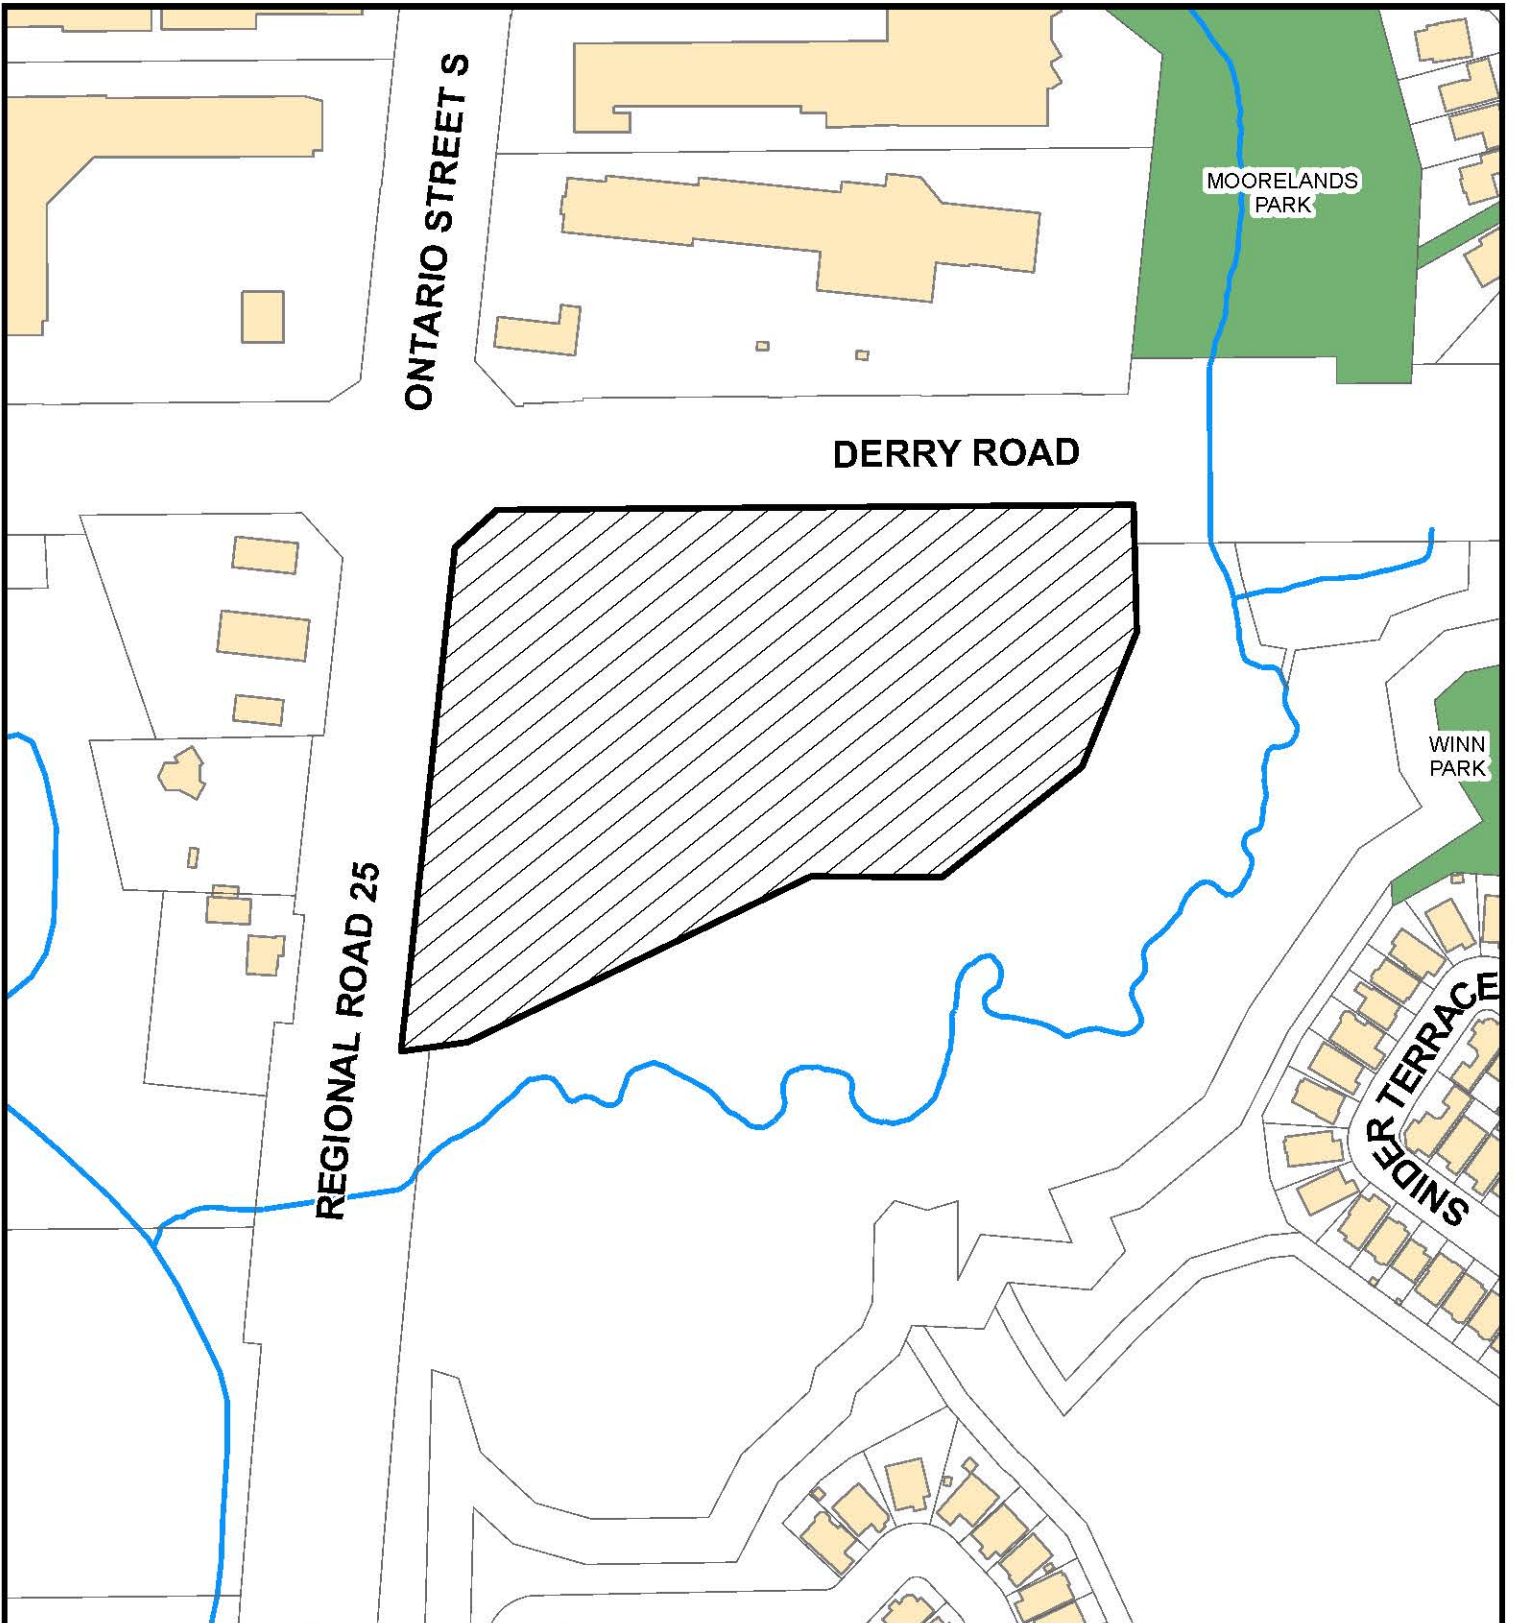 ONTARIO STREET S
MOORELANDS
PARK
DERRY ROAD
WINN
PARK
REGIONAL ROAD 25
SNIDER TERRACE